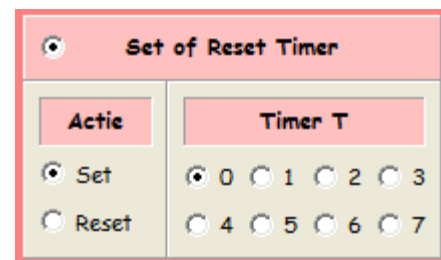 Set of Reset Timer
Actie
Timer T
Set
0 1 2 3
Reset
4 5 6 7